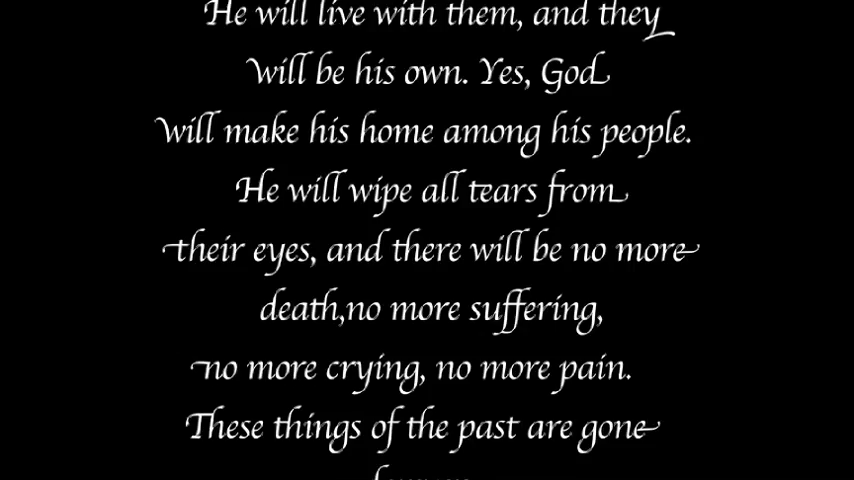 He will live with them, and they
will be his own. Yes, God
will make his home among his people.
He will wipe all tears from
their eyes, and there will be no more
death,no more suffering,
no more crying, no more pain.
These things of the past are gone